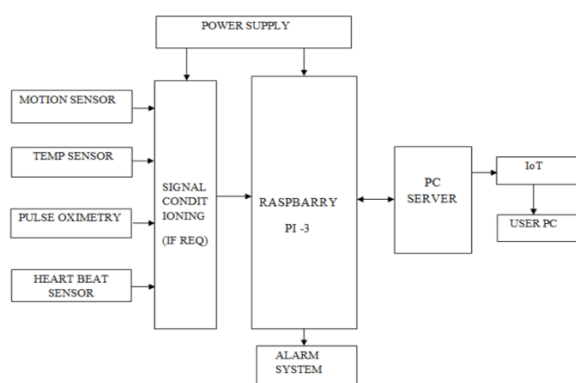 POWER SUPPLY
MOTION SENSOR
TEMP SENSOR
PULSE OXIMETRY
HEART BEAT
SENSOR
SIGNAL
CONDIT
IONING
(IF REQ)
RASPBARRY
PI -3
PC
SERVER
IoT
USER PC
ALARM
SYSTEM